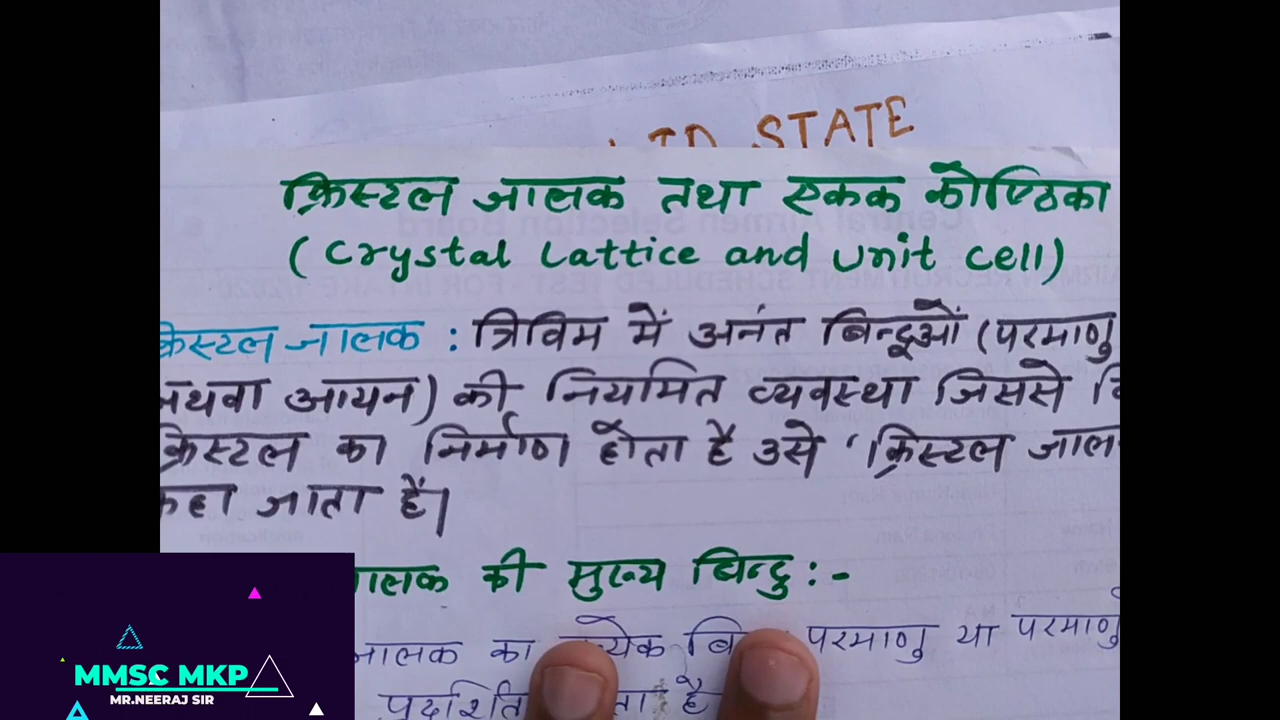 STATE
क्रिस्टल जालक तथा एकक कोष्ठिका
(Crystal Lattice and Unit Cell)
क्रिस्टल जालक : त्रिविम में अनंत बिन्दूओं (परमाणु
अथवा आयन) की नियमित व्यवस्था जिससे
क्रिस्टल का निर्माण होता है उसे 'क्रिस्टल जाल
कहा जाता हैं।
जालक की मुख्य बिन्दु :-
जालक का परमाणु या परमाणु
है
MMSC MKP
MR.NEERAJ SIR